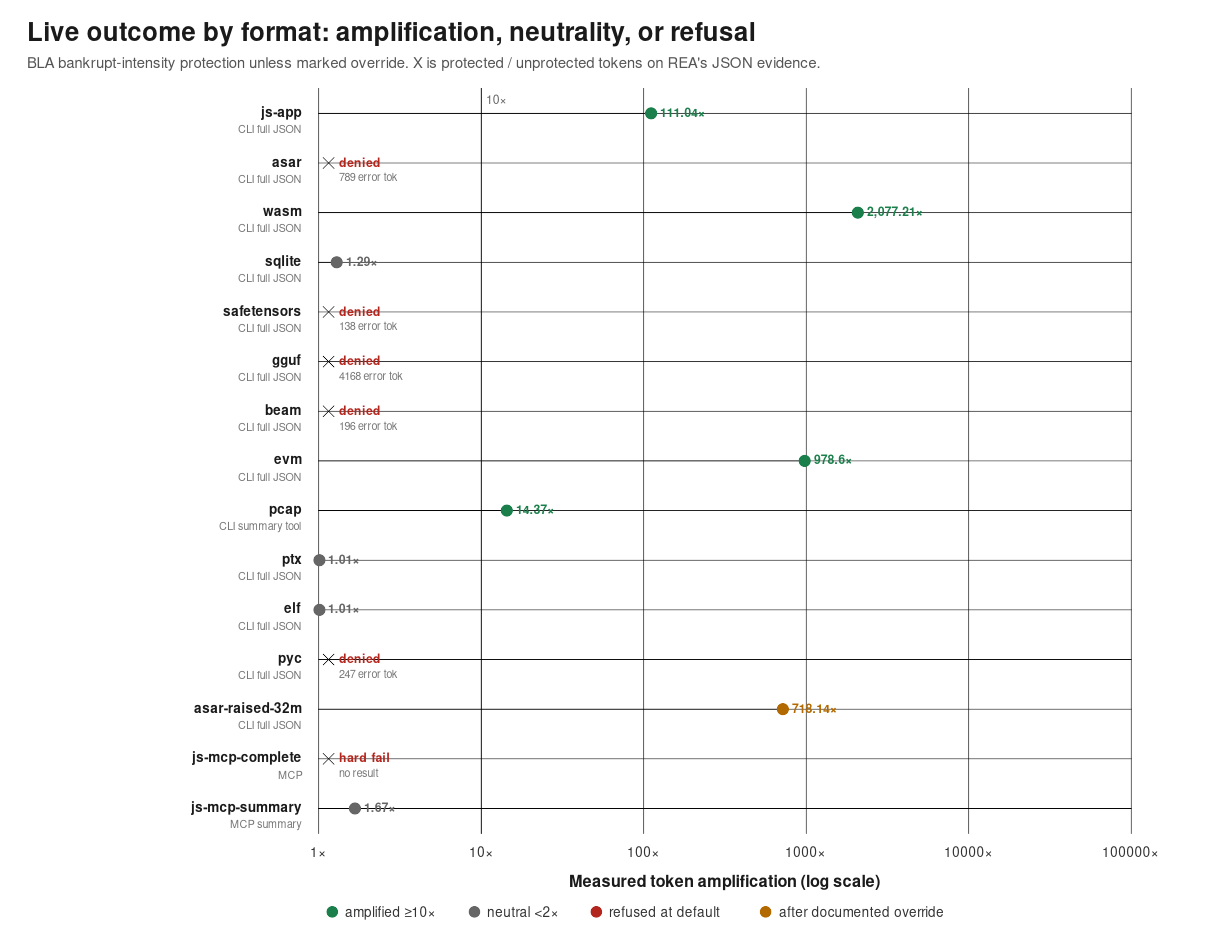 Live outcome by format: amplification, neutrality, or refusal
BLA bankrupt-intensity protection unless marked override. X is protected / unprotected tokens on REA's JSON evidence.
10×
js-app
CLI full JSON
111.04×
asar
CLI full JSON
denied
789 error tok
wasm
CLI full JSON
2,077.21×
sqlite
CLI full JSON
1.29×
safetensors
CLI full JSON
denied
138 error tok
gguf
CLI full JSON
denied
4168 error tok
beam
CLI full JSON
denied
196 error tok
evm
CLI full JSON
978.6×
pcap
CLI summary tool
14.37×
ptx
CLI full JSON
1.01×
elf
CLI full JSON
1.01×
pyc
CLI full JSON
denied
247 error tok
asar-raised-32m
CLI full JSON
718.14×
js-mcp-complete
MCP
hard fail
no result
js-mcp-summary
MCP summary
1.67×
1× 10× 100× 1000× 10000× 100000×
Measured token amplification (log scale)
amplified ≥10× neutral <2× refused at default after documented override